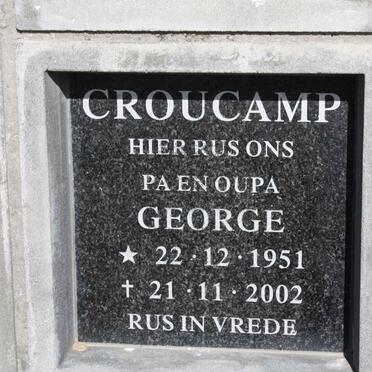 CROUCAMP
HIER RUS ONS
PA EN OUPA
GEORGE
★ 22·12·1951
✝ 21·11·2002
RUS IN VREDE